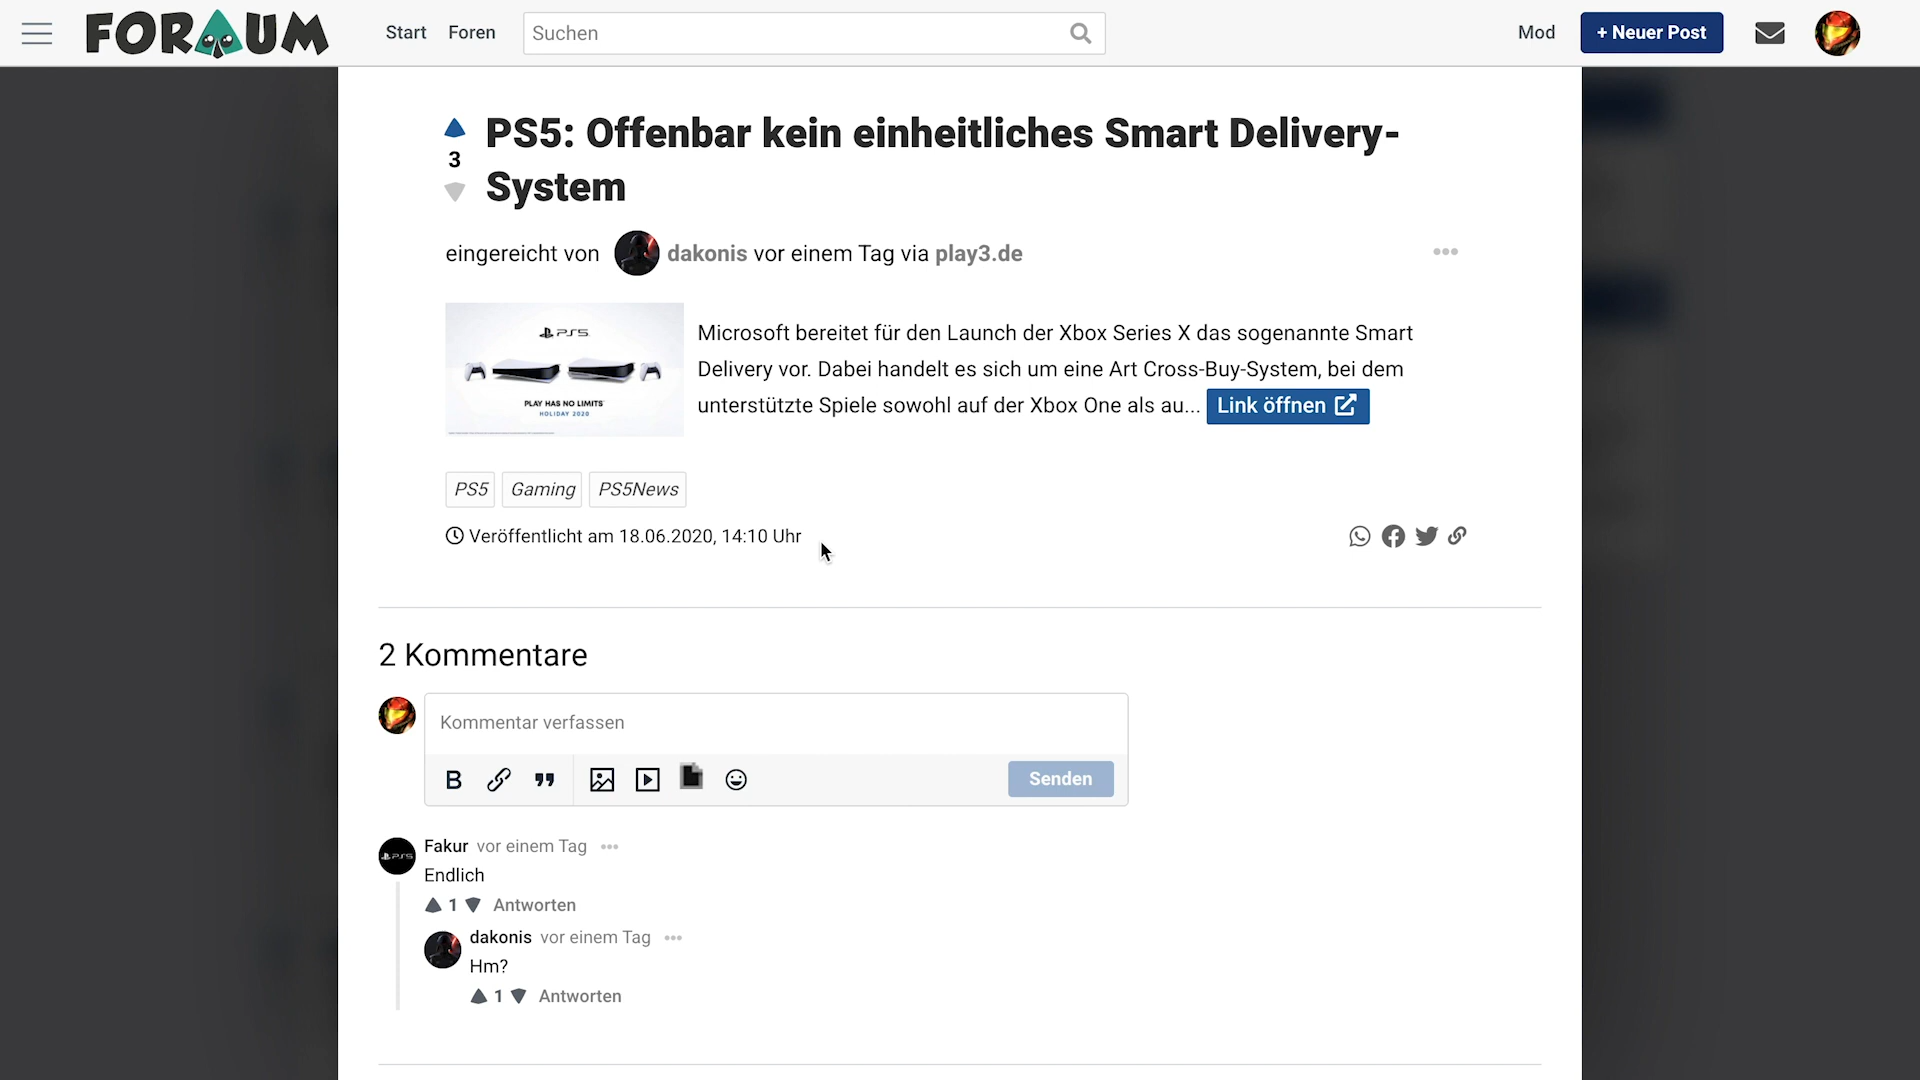 FORAUM
Start Foren Suchen Mod + Neuer Post
3
PS5: Offenbar kein einheitliches Smart Delivery-
System
eingereicht von dakonis vor einem Tag via play3.de
PS5
PLAY HAS NO LIMITS
HOLIDAY 2020
Microsoft bereitet für den Launch der Xbox Series X das sogenannte Smart
Delivery vor. Dabei handelt es sich um eine Art Cross-Buy-System, bei dem
unterstützte Spiele sowohl auf der Xbox One als au... Link öffnen
PS5 Gaming PS5News
Veröffentlicht am 18.06.2020, 14:10 Uhr
2 Kommentare
Kommentar verfassen
B Senden
PS5
Fakur vor einem Tag
Endlich
1 Antworten
dakonis vor einem Tag
Hm?
1 Antworten